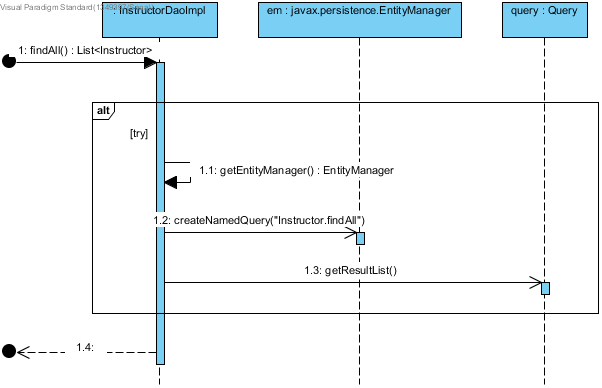 Visual Paradigm Standard(
: InstructorDaoImpl
em : javax.persistence.EntityManager
query : Query
1: findAll() : List<Instructor>
alt
[try]
1.1: getEntityManager() : EntityManager
1.2: createNamedQuery("Instructor.findAll")
1.3: getResultList()
1.4: